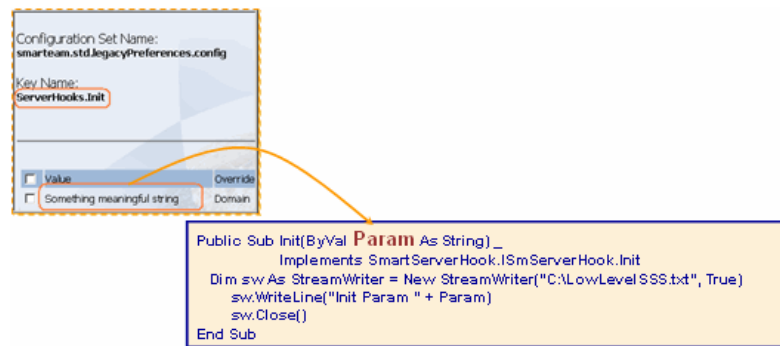 Configuration Set Name:
smarteam.std.legacyPreferences.config
Key Name:
ServerHooks.Init
Value Override
Something meaningful string Domain
Public Sub Init(ByVal Param As String) _
Implements SmartServerHook.ISmServerHook.Init
Dim sw As StreamWriter = New StreamWriter("C:\LowLevelSSS.txt", True)
sw.WriteLine("Init Param " + Param)
sw.Close()
End Sub